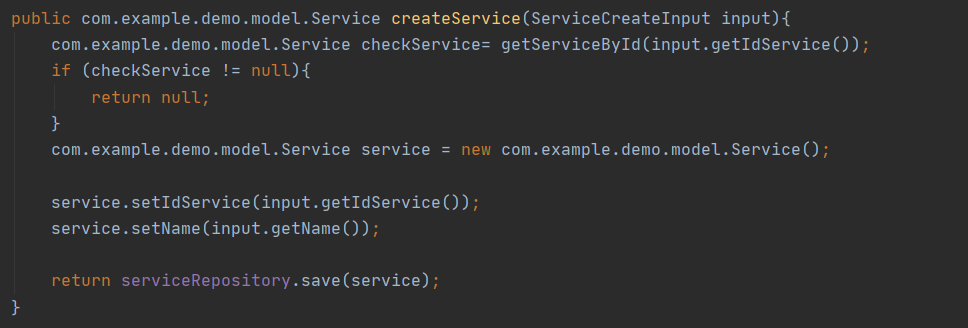 public com.example.demo.model.Service createService(ServiceCreateInput input){
    com.example.demo.model.Service checkService= getServiceById(input.getIdService());
    if (checkService != null){
        return null;
    }
    com.example.demo.model.Service service = new com.example.demo.model.Service();

    service.setIdService(input.getIdService());
    service.setName(input.getName());

    return serviceRepository.save(service);
}